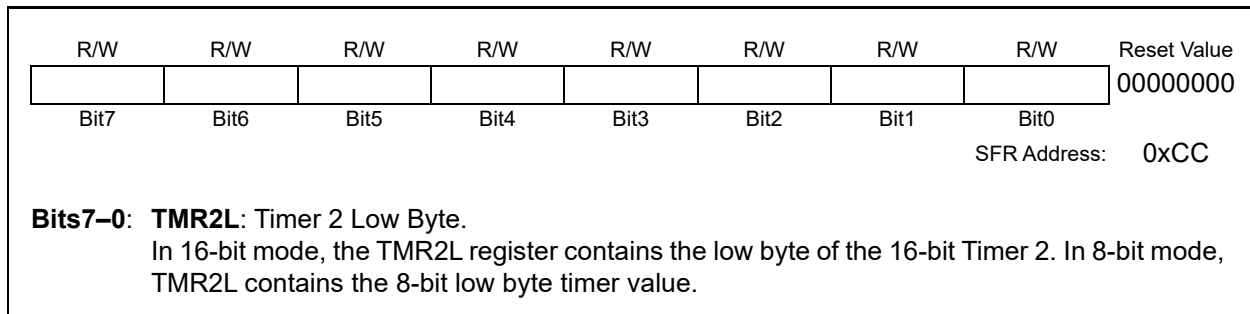 R/W R/W R/W R/W R/W R/W R/W R/W Reset Value
00000000
Bit7 Bit6 Bit5 Bit4 Bit3 Bit2 Bit1 Bit0
SFR Address: 0xCC
Bits7–0: TMR2L: Timer 2 Low Byte.
In 16-bit mode, the TMR2L register contains the low byte of the 16-bit Timer 2. In 8-bit mode,
TMR2L contains the 8-bit low byte timer value.